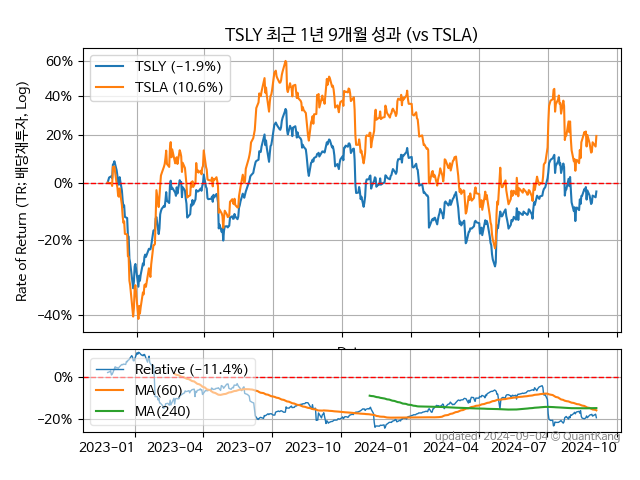 TSLY 최근 1년 9개월 성과 (vs TSLA)
Rate of Return (TR: 배당재투자, Log)
60%
40%
20%
0%
−20%
−40%
TSLY (−1.9%)
TSLA (10.6%)
0%
−20%
Relative (−11.4%)
MA(60)
MA(240)
updated: 2024-09-04 © QuantKang
2023-01
2023-04
2023-07
2023-10
2024-01
2024-04
2024-07
2024-10